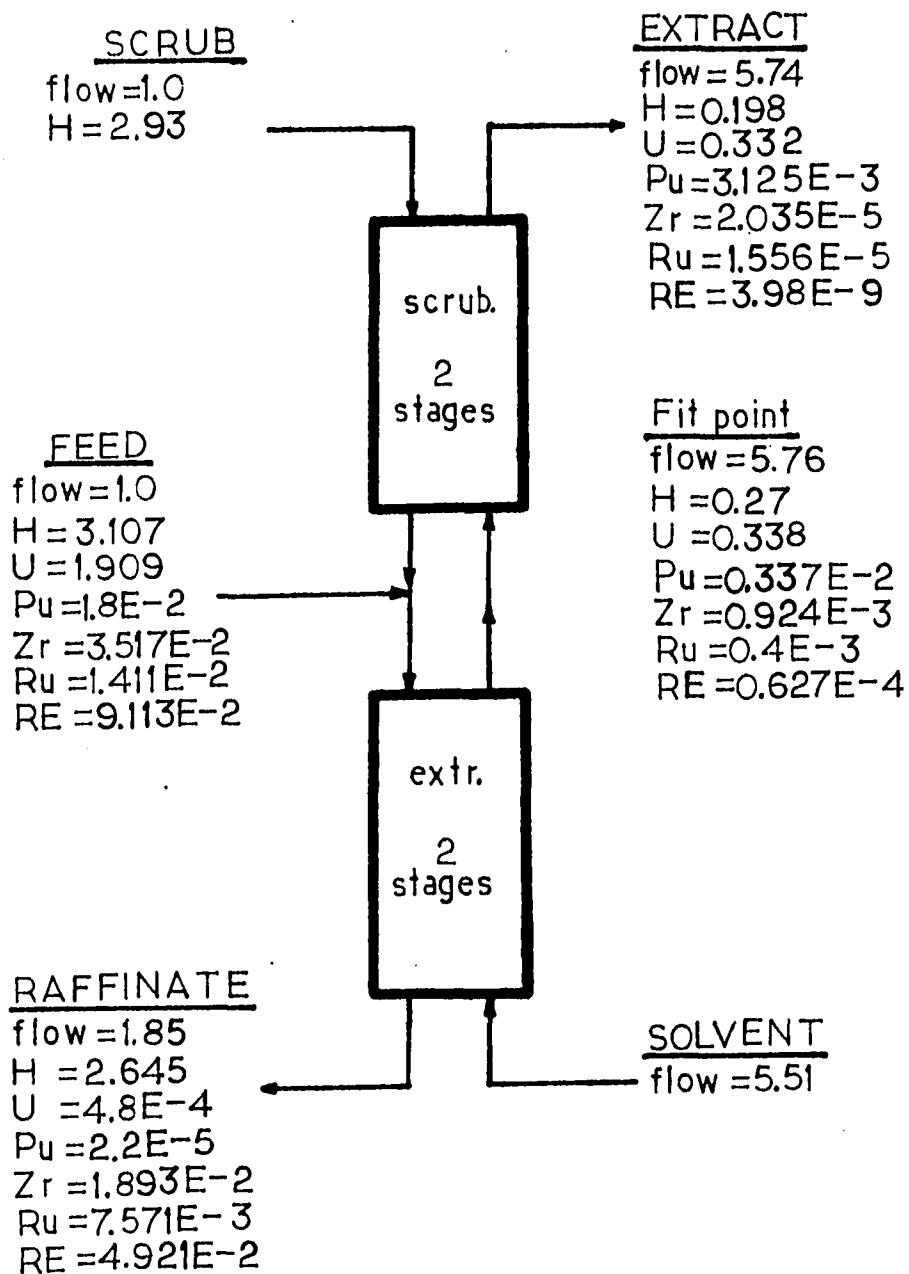 SCRUB
flow =1.0
H =2.93
EXTRACT
flow = 5.74
H =0.198
U =0.332
Pu =3.125E-3
Zr =2.035E-5
Ru =1.556E-5
RE =3.98E-9
scrub.
2
stages
FEED
flow =1.0
H =3.107
U =1.909
Pu =1.8E-2
Zr =3.517E-2
Ru =1.411E-2
RE =9.113E-2
Fit point
flow =5.76
H =0.27
U =0.338
Pu =0.337E-2
Zr =0.924E-3
Ru =0.4E-3
RE =0.627E-4
extr.
2
stages
RAFFINATE
flow =1.85
H =2.645
U =4.8E-4
Pu =2.2E-5
Zr =1.893E-2
Ru =7.571E-3
RE =4.921E-2
SOLVENT
flow =5.51